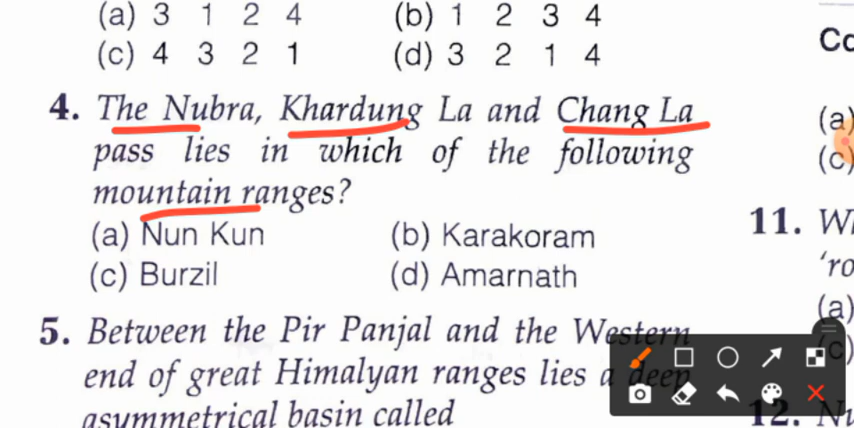 (a) 3 1 2 4 (b) 1 2 3 4
(c) 4 3 2 1 (d) 3 2 1 4
4. The Nubra, Khardung La and Chang La
pass lies in which of the following
mountain ranges?
(a) Nun Kun (b) Karakoram
(c) Burzil (d) Amarnath
5. Between the Pir Panjal and the Western
end of great Himalyan ranges lies a deep
asymmetrical basin called
(a)
(c)
11.
'ro
(a)
(c)
12.